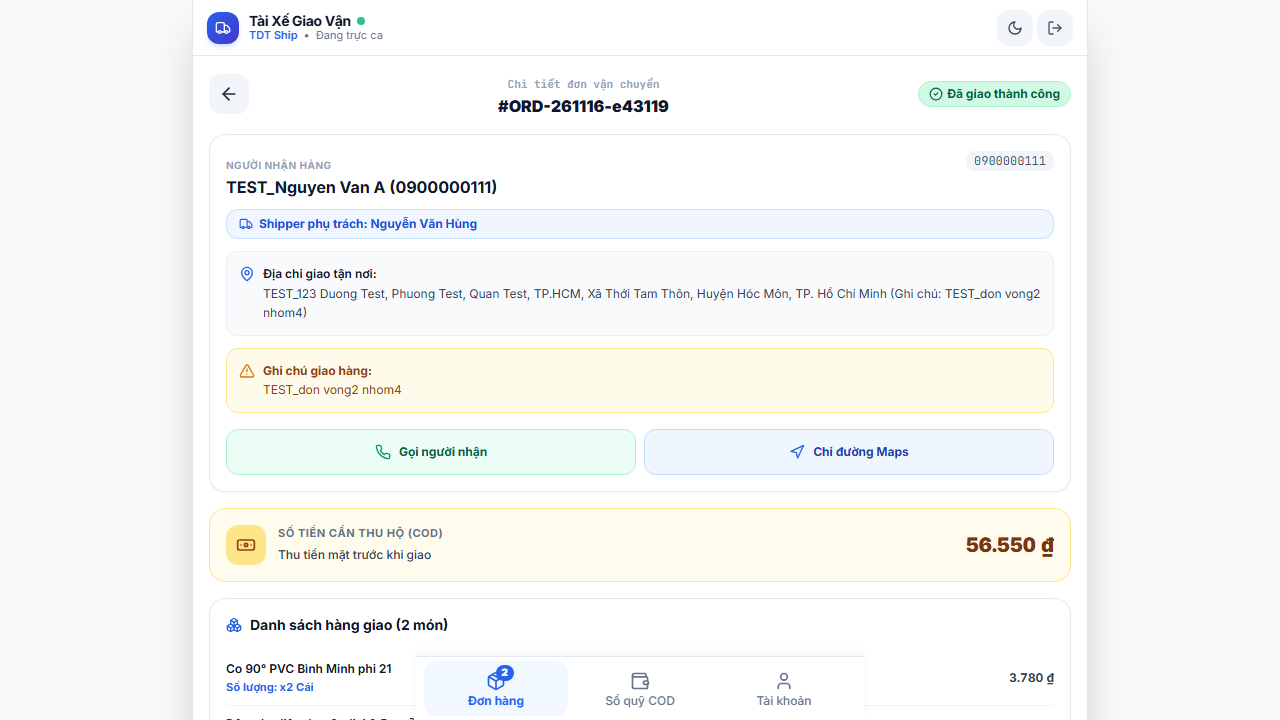 Tài Xế Giao Vận
TDT Ship • Đang trực ca
Chi tiết đơn vận chuyển
#ORD-261116-e43119
Đã giao thành công
NGƯỜI NHẬN HÀNG
0900000111
TEST_Nguyen Van A (0900000111)
Shipper phụ trách: Nguyễn Văn Hùng
Địa chỉ giao tận nơi:
TEST_123 Duong Test, Phuong Test, Quan Test, TP.HCM, Xã Thới Tam Thôn, Huyện Hóc Môn, TP. Hồ Chí Minh (Ghi chú: TEST_don vong2
nhom4)
Ghi chú giao hàng:
TEST_don vong2 nhom4
Gọi người nhận
Chỉ đường Maps
SỐ TIỀN CẦN THU HỘ (COD)
Thu tiền mặt trước khi giao
56.550 ₫
Danh sách hàng giao (2 món)
Co 90° PVC Bình Minh phi 21
Số lượng: x2 Cái
3.780 ₫
2
Đơn hàng
Sổ quỹ COD
Tài khoản